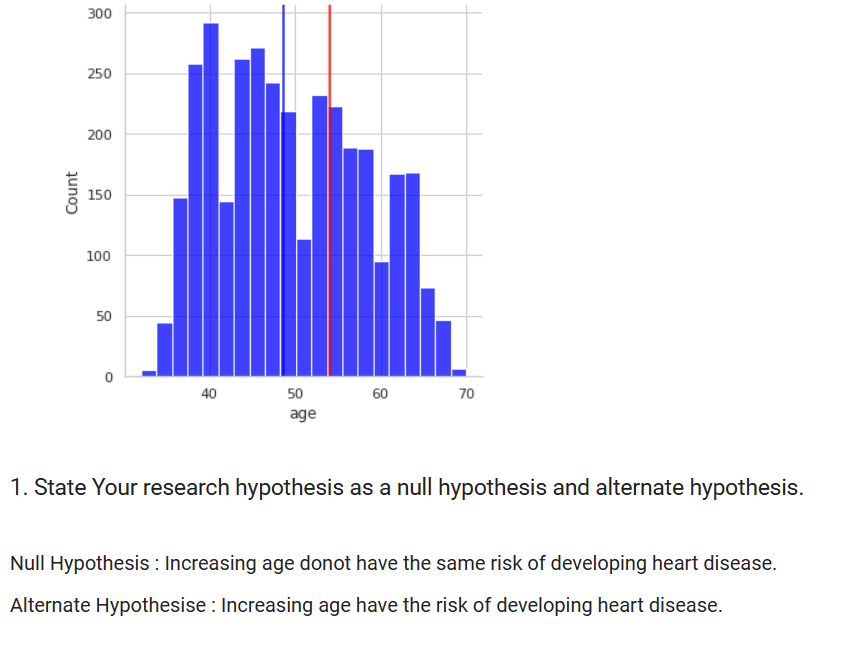 300
250
200
150
100
50
0
Count
40 50 60 70
age
1. State Your research hypothesis as a null hypothesis and alternate hypothesis.
Null Hypothesis : Increasing age donot have the same risk of developing heart disease.
Alternate Hypothesise : Increasing age have the risk of developing heart disease.